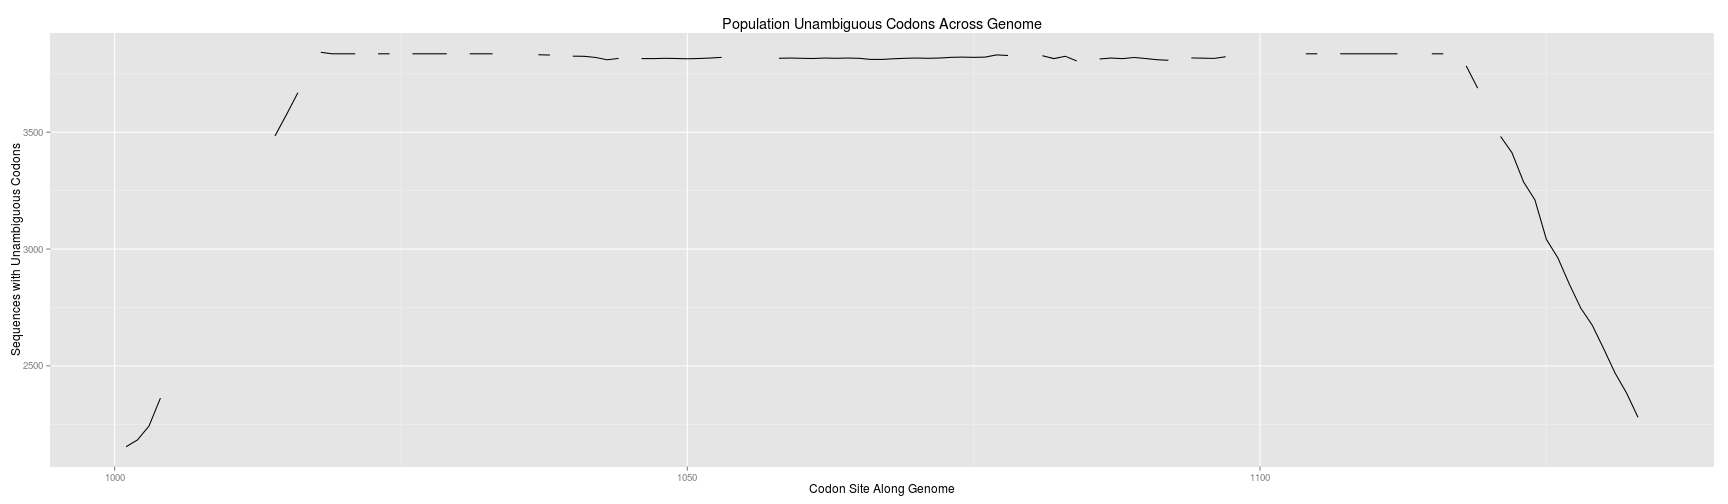 Population Unambiguous Codons Across Genome
Sequences with Unambiguous Codons
3500
3000
2500
1000
1050
1100
Codon Site Along Genome